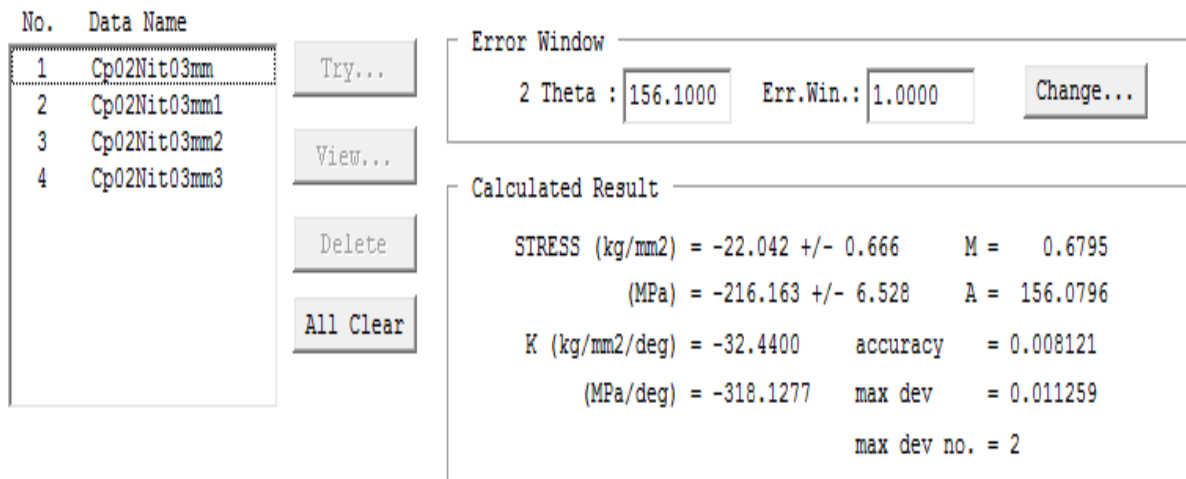 No. Data Name
1 Cp02Nit03mm
2 Cp02Nit03mm1
3 Cp02Nit03mm2
4 Cp02Nit03mm3
Try...
View...
Delete
All Clear
Error Window
2 Theta : 156.1000 Err.Win.: 1.0000 Change...
Calculated Result
STRESS (kg/mm2) = -22.042 +/- 0.666 M = 0.6795
(MPa) = -216.163 +/- 6.528 A = 156.0796
K (kg/mm2/deg) = -32.4400 accuracy = 0.008121
(MPa/deg) = -318.1277 max dev = 0.011259
max dev no. = 2